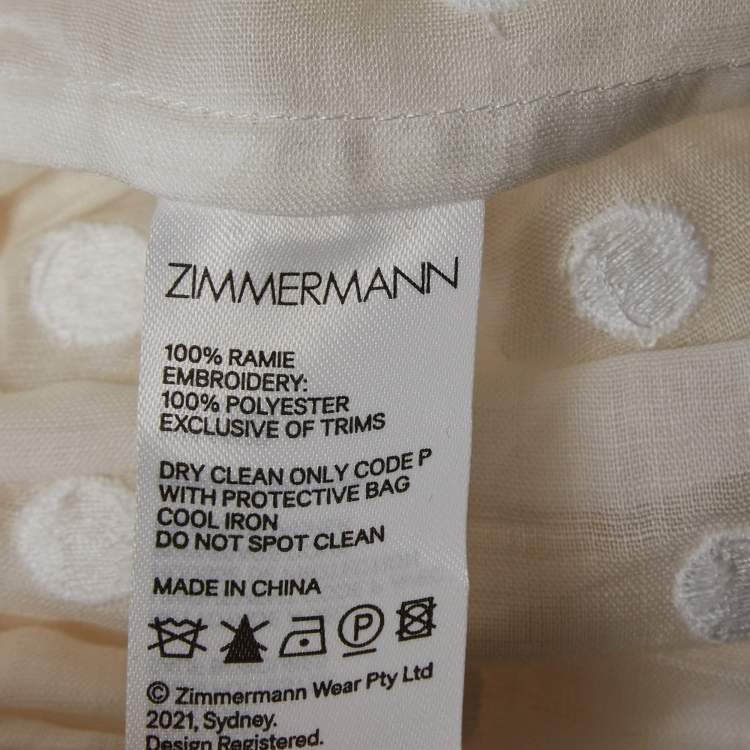 ZIMMERMANN
100% RAMIE
EMBROIDERY:
100% POLYESTER
EXCLUSIVE OF TRIMS
DRY CLEAN ONLY CODE P
WITH PROTECTIVE BAG
COOL IRON
DO NOT SPOT CLEAN
MADE IN CHINA
P
© Zimmermann Wear Pty Ltd
2021, Sydney.
Design Registered.